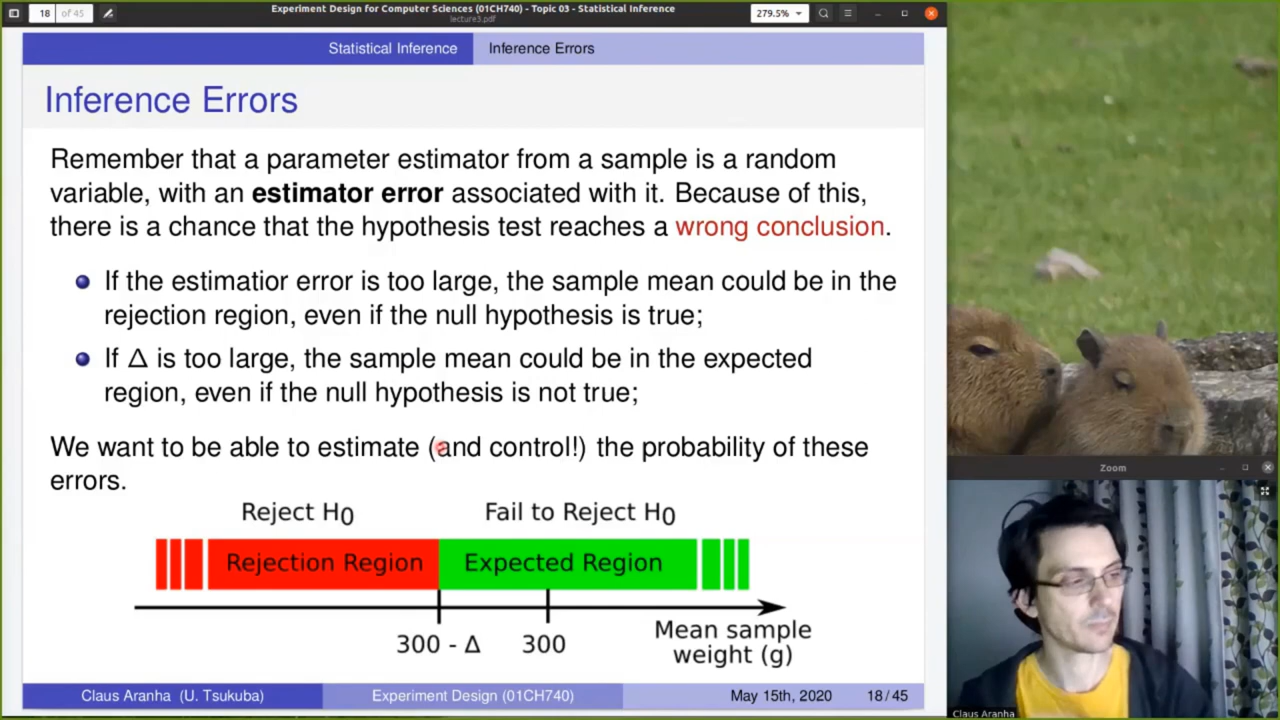 Experiment Design for Computer Sciences (01CH740) - Topic 03 - Statistical Inference
lecture3.pdf
18 of 45
279.5%
Statistical Inference Inference Errors
Inference Errors
Remember that a parameter estimator from a sample is a random
variable, with an estimator error associated with it. Because of this,
there is a chance that the hypothesis test reaches a wrong conclusion.
If the estimatior error is too large, the sample mean could be in the
rejection region, even if the null hypothesis is true;
If Δ is too large, the sample mean could be in the expected
region, even if the null hypothesis is not true;
We want to be able to estimate (and control!) the probability of these
errors.
Reject H0 Fail to Reject H0
Rejection Region Expected Region
300 - Δ 300 Mean sample
weight (g)
Claus Aranha (U. Tsukuba) Experiment Design (01CH740) May 15th, 2020 18 / 45
Zoom
Claus Aranha